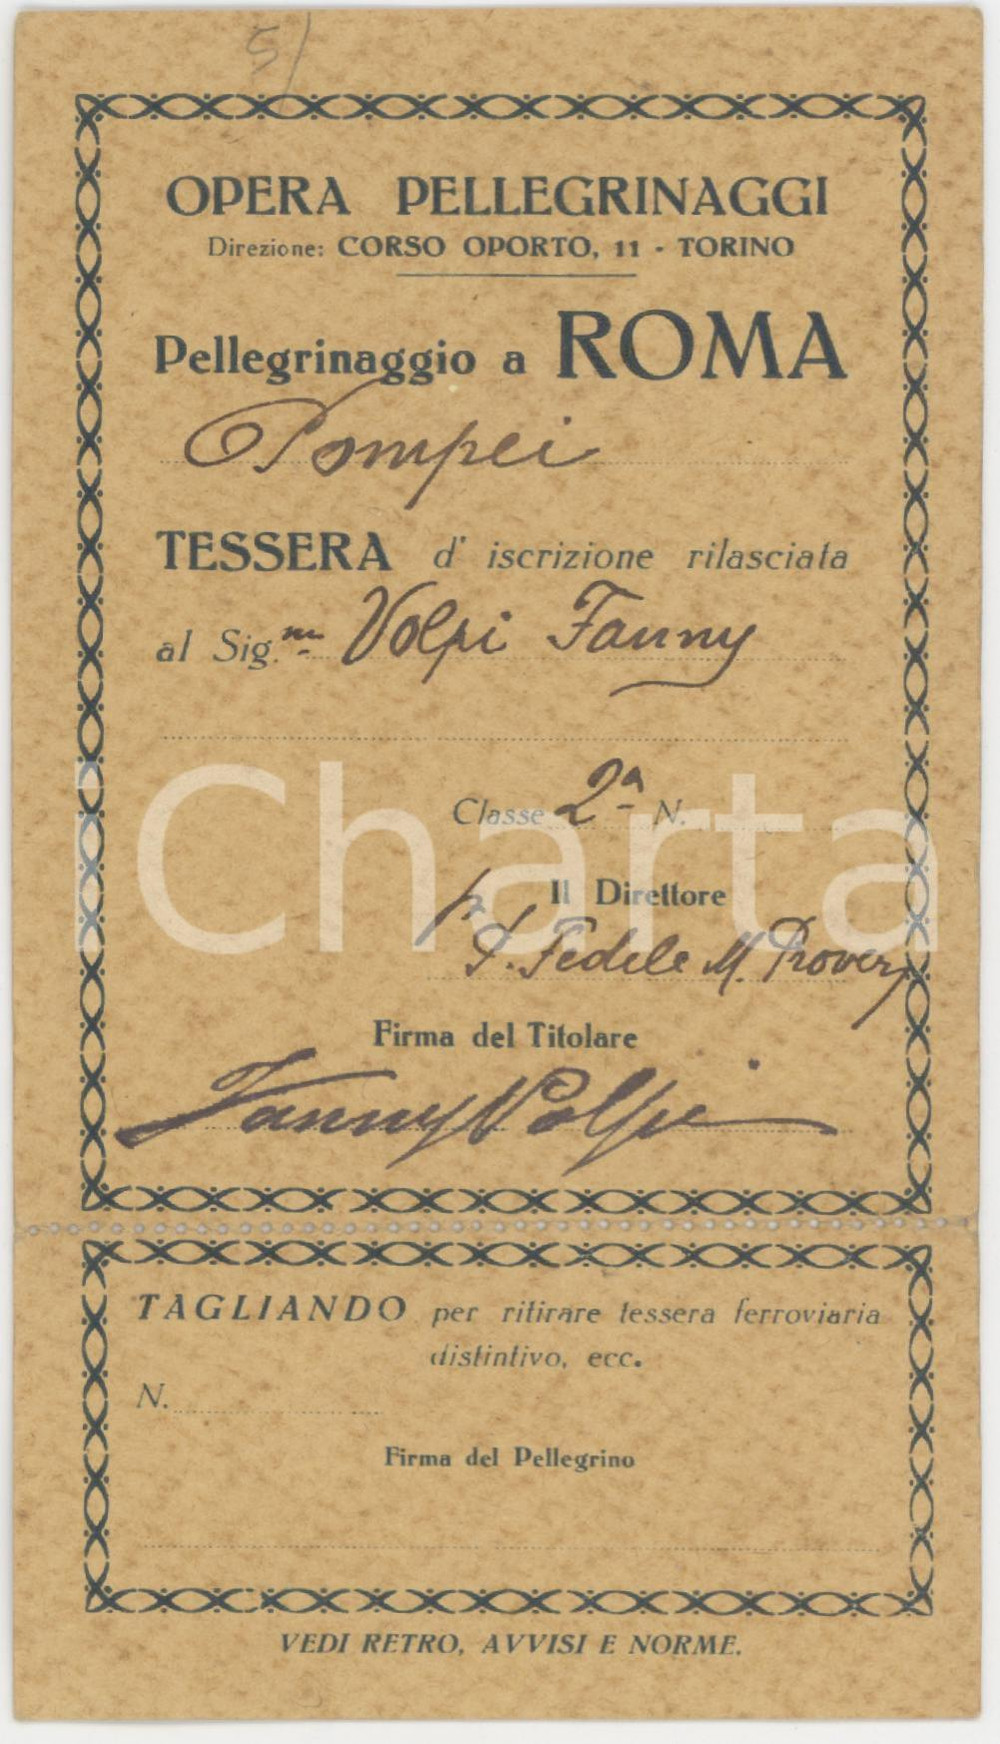 5/
OPERA PELLEGRINAGGI
Direzione: CORSO OPORTO, 11 - TORINO
Pellegrinaggio a ROMA
Pompei
TESSERA d' iscrizione rilasciata
al Sig. Volpi Fanny
Classe 2ª N.
Il Direttore
Fedele M.
Firma del Titolare
Fanny Volpi
TAGLIANDO per ritirare tessera ferroviaria
distintivo, ecc.
N.
Firma del Pellegrino
VEDI RETRO, AVVISI E NORME.
iCharta